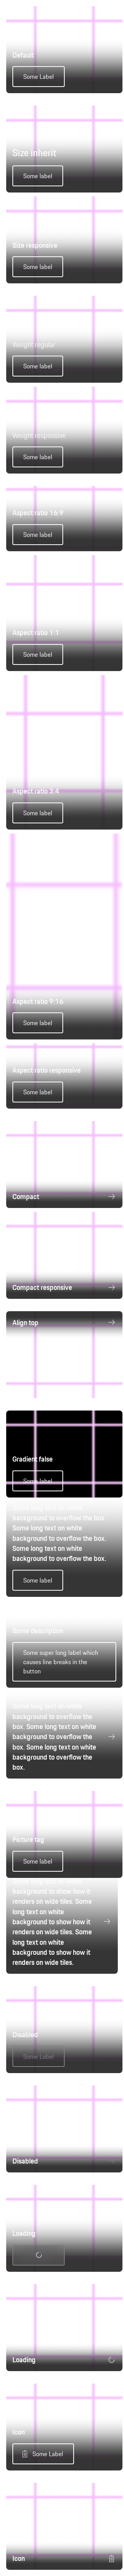 Default
Some Label
Size inherit
Some label
Size responsive
Some label
Weight regular
Some label
Weight responsive
Some label
Aspect ratio 16:9
Some label
Aspect ratio 1:1
Some label
Aspect ratio 3:4
Some label
Aspect ratio 9:16
Some label
Aspect ratio responsive
Some label
Compact
Compact responsive
Align top
Gradient false
Some label
background to overflow the box.
Some long text on white
background to overflow the box.
Some long text on white
background to overflow the box.
Some label
Some description
Some super long label which
causes line breaks in the
button
Some long text on white
background to overflow the
box. Some long text on white
background to overflow the
box. Some long text on white
background to overflow the
box.
Picture tag
Some label
background to show how it
renders on wide tiles. Some
long text on white
background to show how it
renders on wide tiles. Some
long text on white
background to show how it
renders on wide tiles.
Disabled
Some Label
Disabled
Loading
Loading
Icon
Some Label
Icon